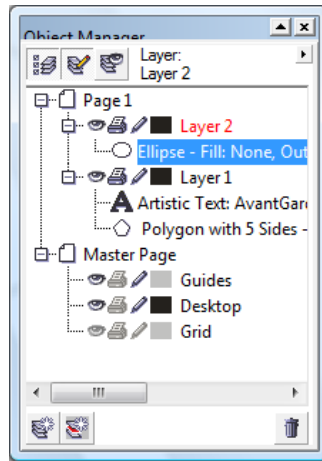 Object Manager
Layer:
Layer 2
Page 1
Layer 2
Ellipse - Fill: None, Out
Layer 1
Artistic Text: AvantGar
Polygon with 5 Sides -
Master Page
Guides
Desktop
Grid